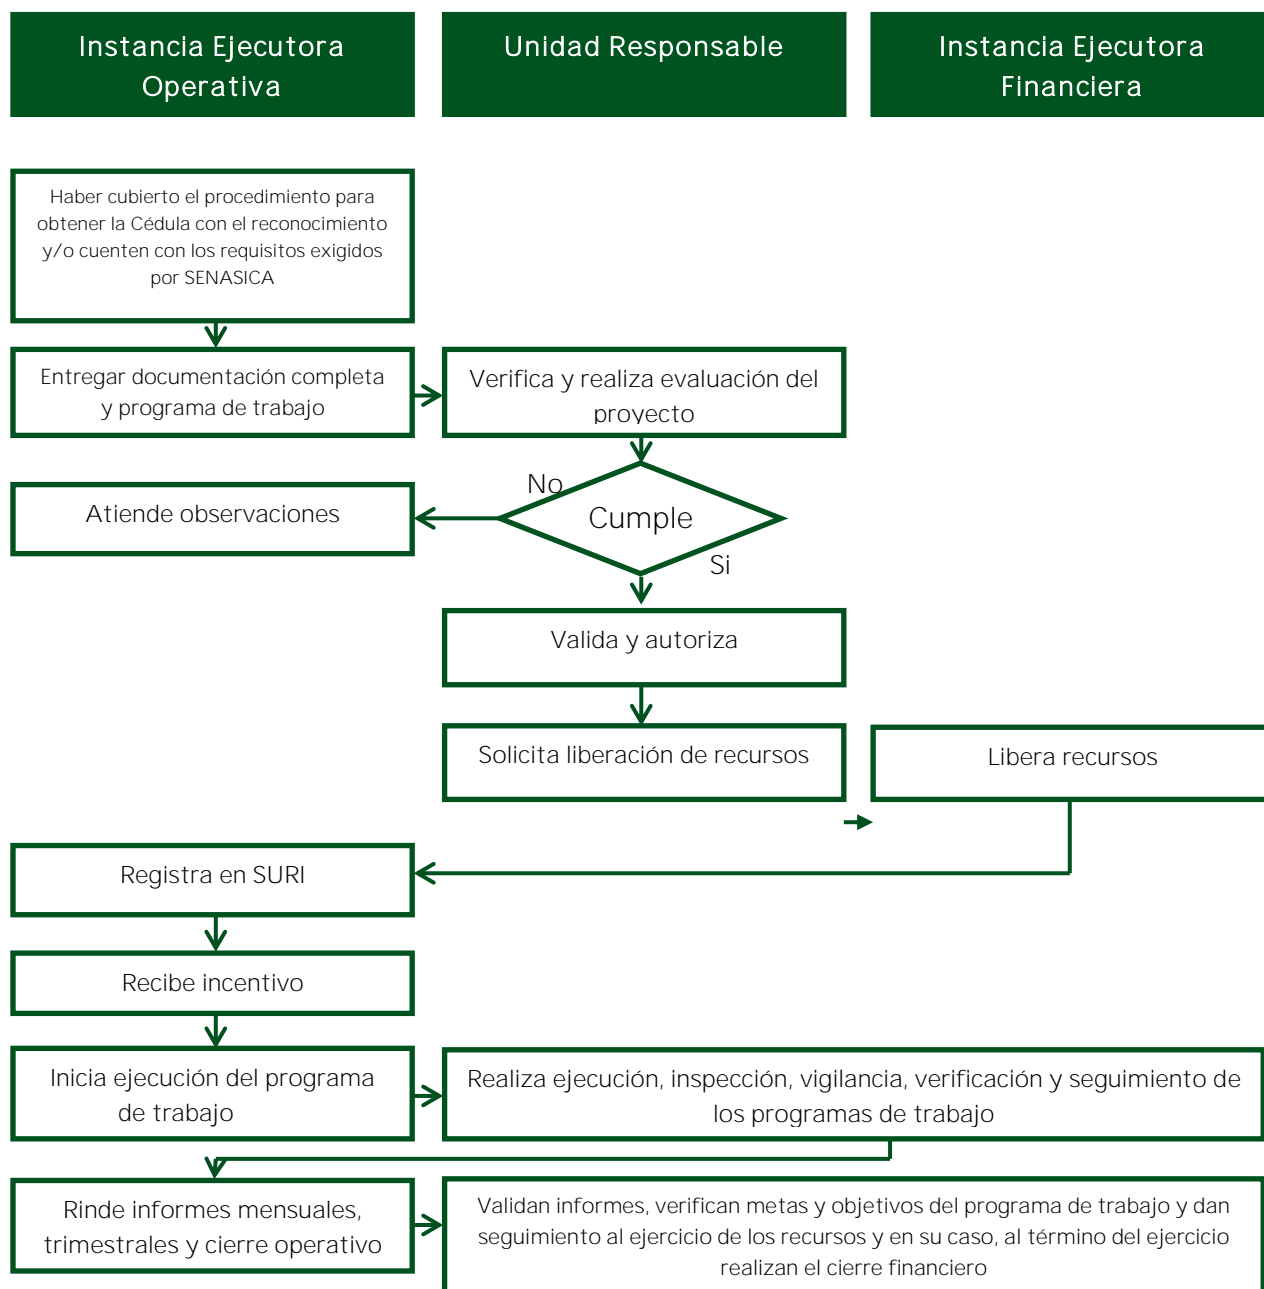 Instancia Ejecutora
Operativa
Unidad Responsable
Instancia Ejecutora
Financiera
Haber cubierto el procedimiento para
obtener la Cédula con el reconocimiento
y/o cuenten con los requisitos exigidos
por SENASICA
Entregar documentación completa
y programa de trabajo
Verifica y realiza evaluación del
proyecto
No
Atiende observaciones
Cumple
Si
Valida y autoriza
Solicita liberación de recursos
Libera recursos
Registra en SURI
Recibe incentivo
Inicia ejecución del programa
de trabajo
Realiza ejecución, inspección, vigilancia, verificación y seguimiento de
los programas de trabajo
Rinde informes mensuales,
trimestrales y cierre operativo
Validan informes, verifican metas y objetivos del programa de trabajo y dan
seguimiento al ejercicio de los recursos y en su caso, al término del ejercicio
realizan el cierre financiero